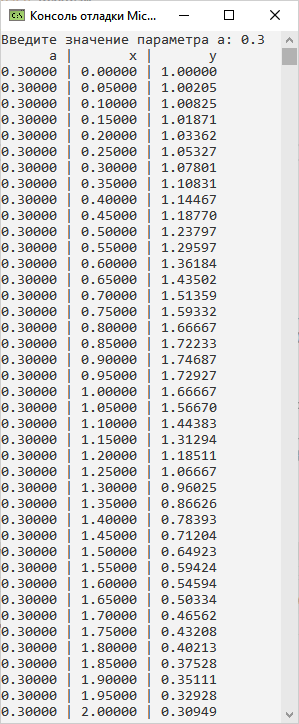 Консоль отладки Mic...
Введите значение параметра a: 0.3
a | x | y
0.30000 | 0.00000 | 1.00000
0.30000 | 0.05000 | 1.00205
0.30000 | 0.10000 | 1.00825
0.30000 | 0.15000 | 1.01871
0.30000 | 0.20000 | 1.03362
0.30000 | 0.25000 | 1.05327
0.30000 | 0.30000 | 1.07801
0.30000 | 0.35000 | 1.10831
0.30000 | 0.40000 | 1.14467
0.30000 | 0.45000 | 1.18770
0.30000 | 0.50000 | 1.23797
0.30000 | 0.55000 | 1.29597
0.30000 | 0.60000 | 1.36184
0.30000 | 0.65000 | 1.43502
0.30000 | 0.70000 | 1.51359
0.30000 | 0.75000 | 1.59332
0.30000 | 0.80000 | 1.66667
0.30000 | 0.85000 | 1.72233
0.30000 | 0.90000 | 1.74687
0.30000 | 0.95000 | 1.72927
0.30000 | 1.00000 | 1.66667
0.30000 | 1.05000 | 1.56670
0.30000 | 1.10000 | 1.44383
0.30000 | 1.15000 | 1.31294
0.30000 | 1.20000 | 1.18511
0.30000 | 1.25000 | 1.06667
0.30000 | 1.30000 | 0.96025
0.30000 | 1.35000 | 0.86626
0.30000 | 1.40000 | 0.78393
0.30000 | 1.45000 | 0.71204
0.30000 | 1.50000 | 0.64923
0.30000 | 1.55000 | 0.59424
0.30000 | 1.60000 | 0.54594
0.30000 | 1.65000 | 0.50334
0.30000 | 1.70000 | 0.46562
0.30000 | 1.75000 | 0.43208
0.30000 | 1.80000 | 0.40213
0.30000 | 1.85000 | 0.37528
0.30000 | 1.90000 | 0.35111
0.30000 | 1.95000 | 0.32928
0.30000 | 2.00000 | 0.30949